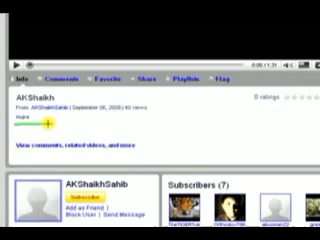 0:00 / 1:31
Info Comments Favorite Share Playlists Flag
AKShaikh
0 ratings
From: AKShaikhSahib | September 06, 2009 | 40 views
View comments, related videos, and more
AKShaikhSahib
Subscribe
Add as Friend |
Block User | Send Message
Subscribers (7)